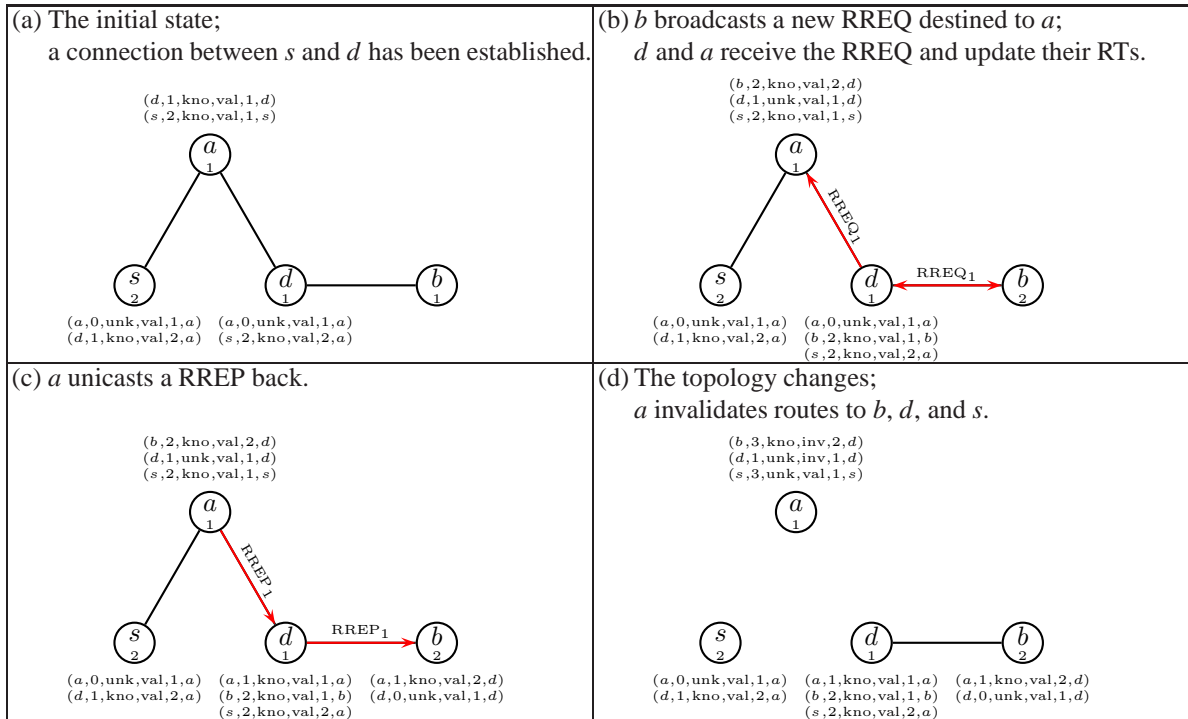 (a) The initial state;
a connection between s and d has been established.
(d,1,kno,val,1,d)
(s,2,kno,val,1,s)
a
1
s
2
d
1
b
1
(a,0,unk,val,1,a)
(d,1,kno,val,2,a)
(a,0,unk,val,1,a)
(s,2,kno,val,2,a)
(b) b broadcasts a new RREQ destined to a;
d and a receive the RREQ and update their RTs.
(b,2,kno,val,2,d)
(d,1,unk,val,1,d)
(s,2,kno,val,1,s)
a
1
RREQ1
s
2
d
1
RREQ1
b
2
(a,0,unk,val,1,a)
(d,1,kno,val,2,a)
(a,0,unk,val,1,a)
(b,2,kno,val,1,b)
(s,2,kno,val,2,a)
(c) a unicasts a RREP back.
(b,2,kno,val,2,d)
(d,1,unk,val,1,d)
(s,2,kno,val,1,s)
a
1
RREP1
s
2
d
1
RREP1
b
2
(a,0,unk,val,1,a)
(d,1,kno,val,2,a)
(a,1,kno,val,1,a)
(b,2,kno,val,1,b)
(s,2,kno,val,2,a)
(a,1,kno,val,2,d)
(d,0,unk,val,1,d)
(d) The topology changes;
a invalidates routes to b, d, and s.
(b,3,kno,inv,2,d)
(d,1,unk,inv,1,d)
(s,3,unk,val,1,s)
a
1
s
2
d
1
b
2
(a,0,unk,val,1,a)
(d,1,kno,val,2,a)
(a,1,kno,val,1,a)
(b,2,kno,val,1,b)
(s,2,kno,val,2,a)
(a,1,kno,val,2,d)
(d,0,unk,val,1,d)